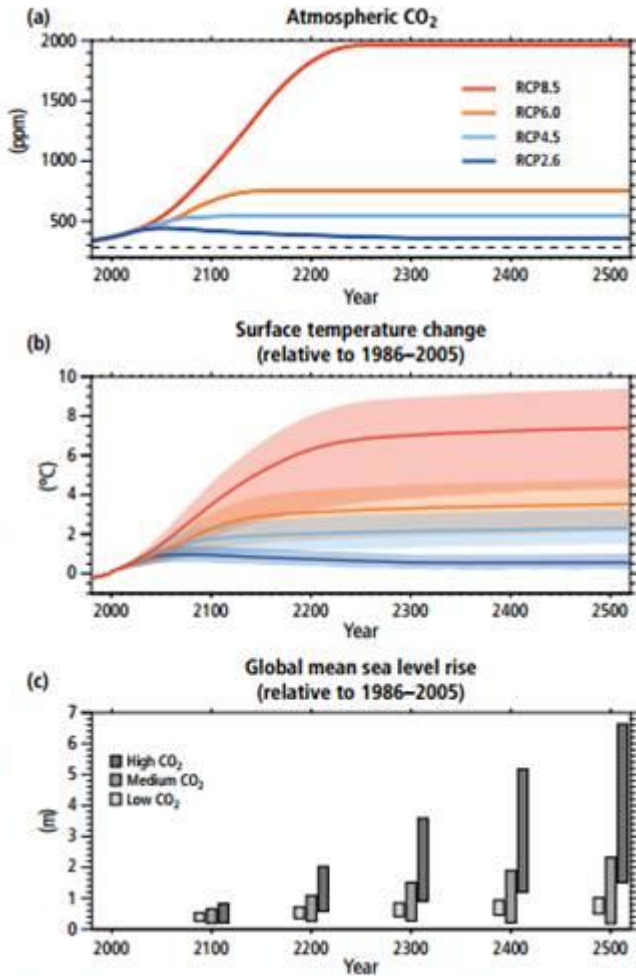 (a)
Atmospheric CO₂
2000
1500
1000
500
(ppm)
RCP8.5
RCP6.0
RCP4.5
RCP2.6
2000 2100 2200 2300 2400 2500
Year
(b)
Surface temperature change
(relative to 1986–2005)
10
8
6
4
2
0
(ºC)
2000 2100 2200 2300 2400 2500
Year
(c)
Global mean sea level rise
(relative to 1986–2005)
7
6
5
4
3
2
1
0
(m)
High CO₂
Medium CO₂
Low CO₂
2000 2100 2200 2300 2400 2500
Year